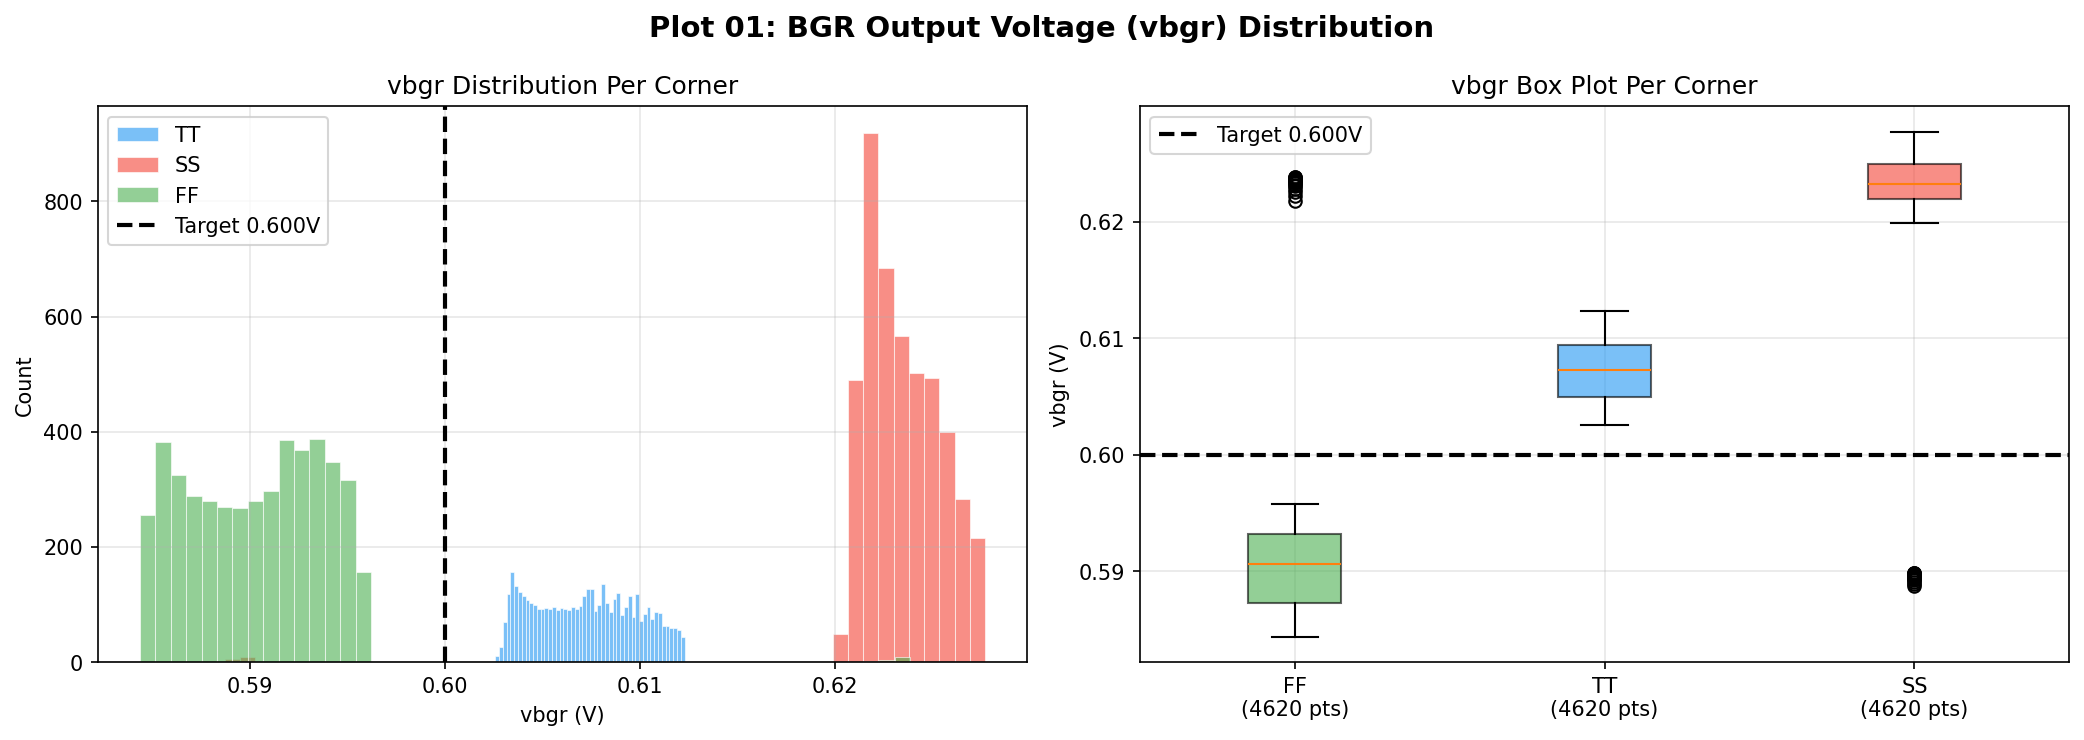 Plot 01: BGR Output Voltage (vbgr) Distribution
vbgr Distribution Per Corner
TT
SS
FF
Target 0.600V
Count
800
600
400
200
0
0.59
0.60
0.61
0.62
vbgr (V)
vbgr Box Plot Per Corner
Target 0.600V
vbgr (V)
0.62
0.61
0.60
0.59
FF
(4620 pts)
TT
(4620 pts)
SS
(4620 pts)